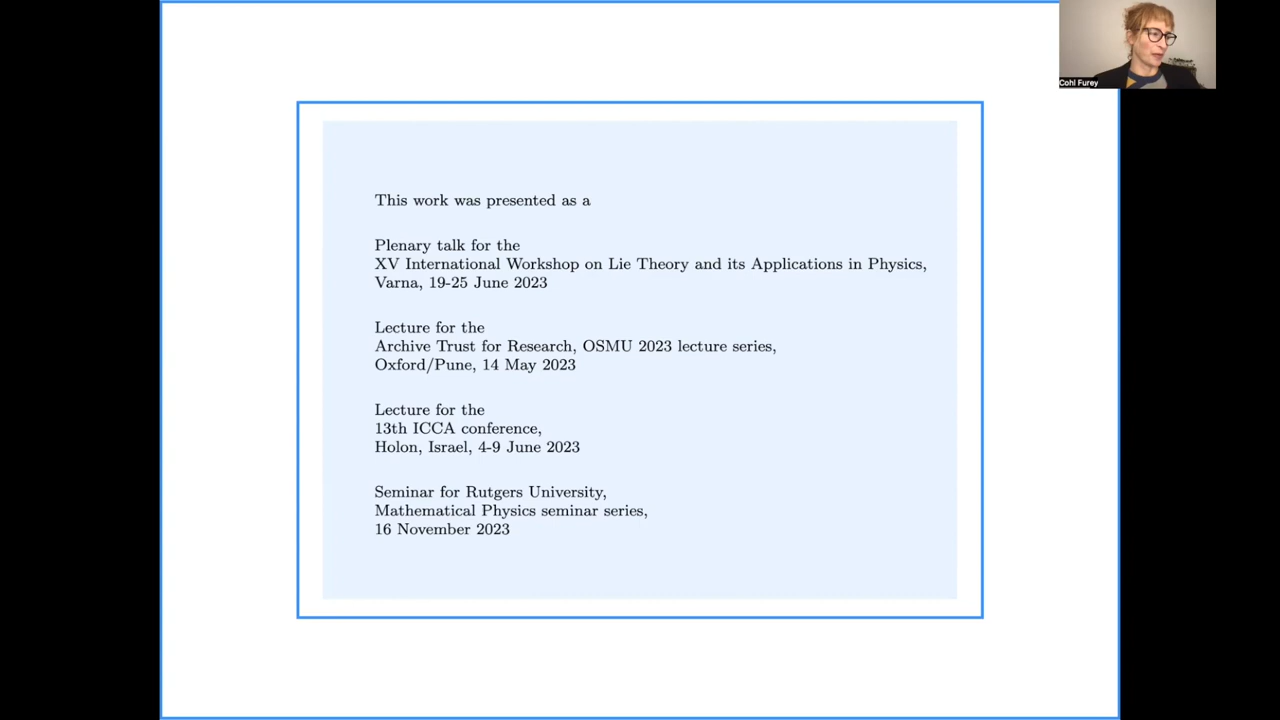 Cohl Furey
This work was presented as a
Plenary talk for the
XV International Workshop on Lie Theory and its Applications in Physics,
Varna, 19-25 June 2023
Lecture for the
Archive Trust for Research, OSMU 2023 lecture series,
Oxford/Pune, 14 May 2023
Lecture for the
13th ICCA conference,
Holon, Israel, 4-9 June 2023
Seminar for Rutgers University,
Mathematical Physics seminar series,
16 November 2023